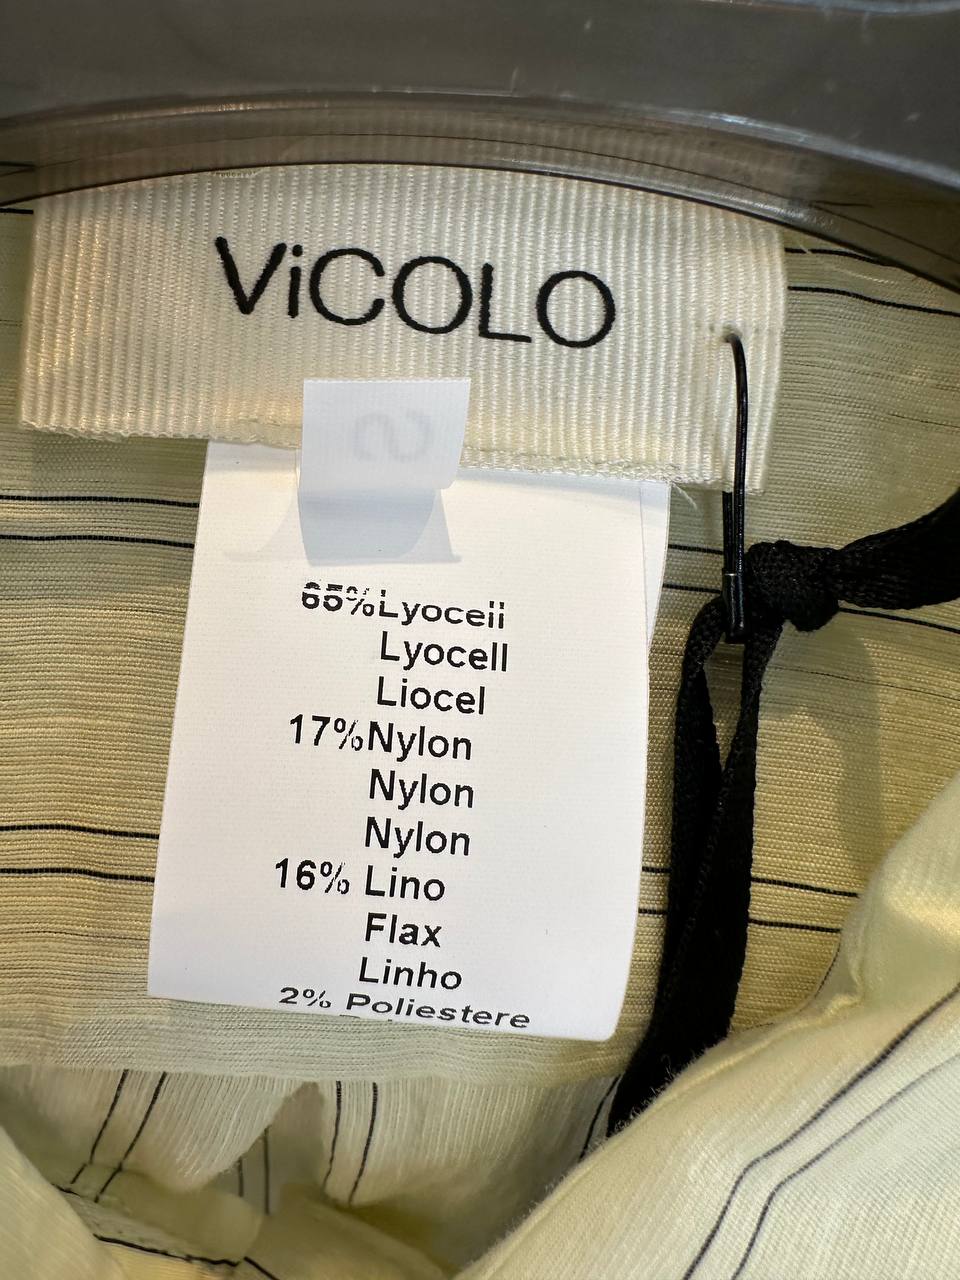 ViCOLO
S
65%Lyocell
Lyocell
Liocel
17%Nylon
Nylon
Nylon
16% Lino
Flax
Linho
2% Poliestere